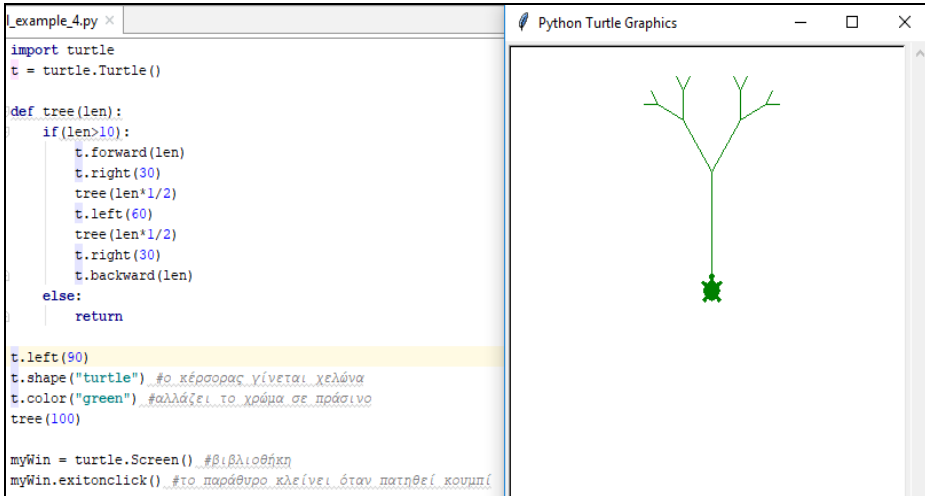 l_example_4.py ×
Python Turtle Graphics
import turtle
t = turtle.Turtle()
def tree(len):
    if(len>10):
        t.forward(len)
        t.right(30)
        tree(len*1/2)
        t.left(60)
        tree(len*1/2)
        t.right(30)
        t.backward(len)
    else:
        return
t.left(90)
t.shape("turtle") #ο κέρσορας γίνεται χελώνα
t.color("green") #αλλάζει το χρώμα σε πράσινο
tree(100)
myWin = turtle.Screen() #βιβλιοθήκη
myWin.exitonclick() #το παράθυρο κλείνει όταν πατηθεί κουμπί